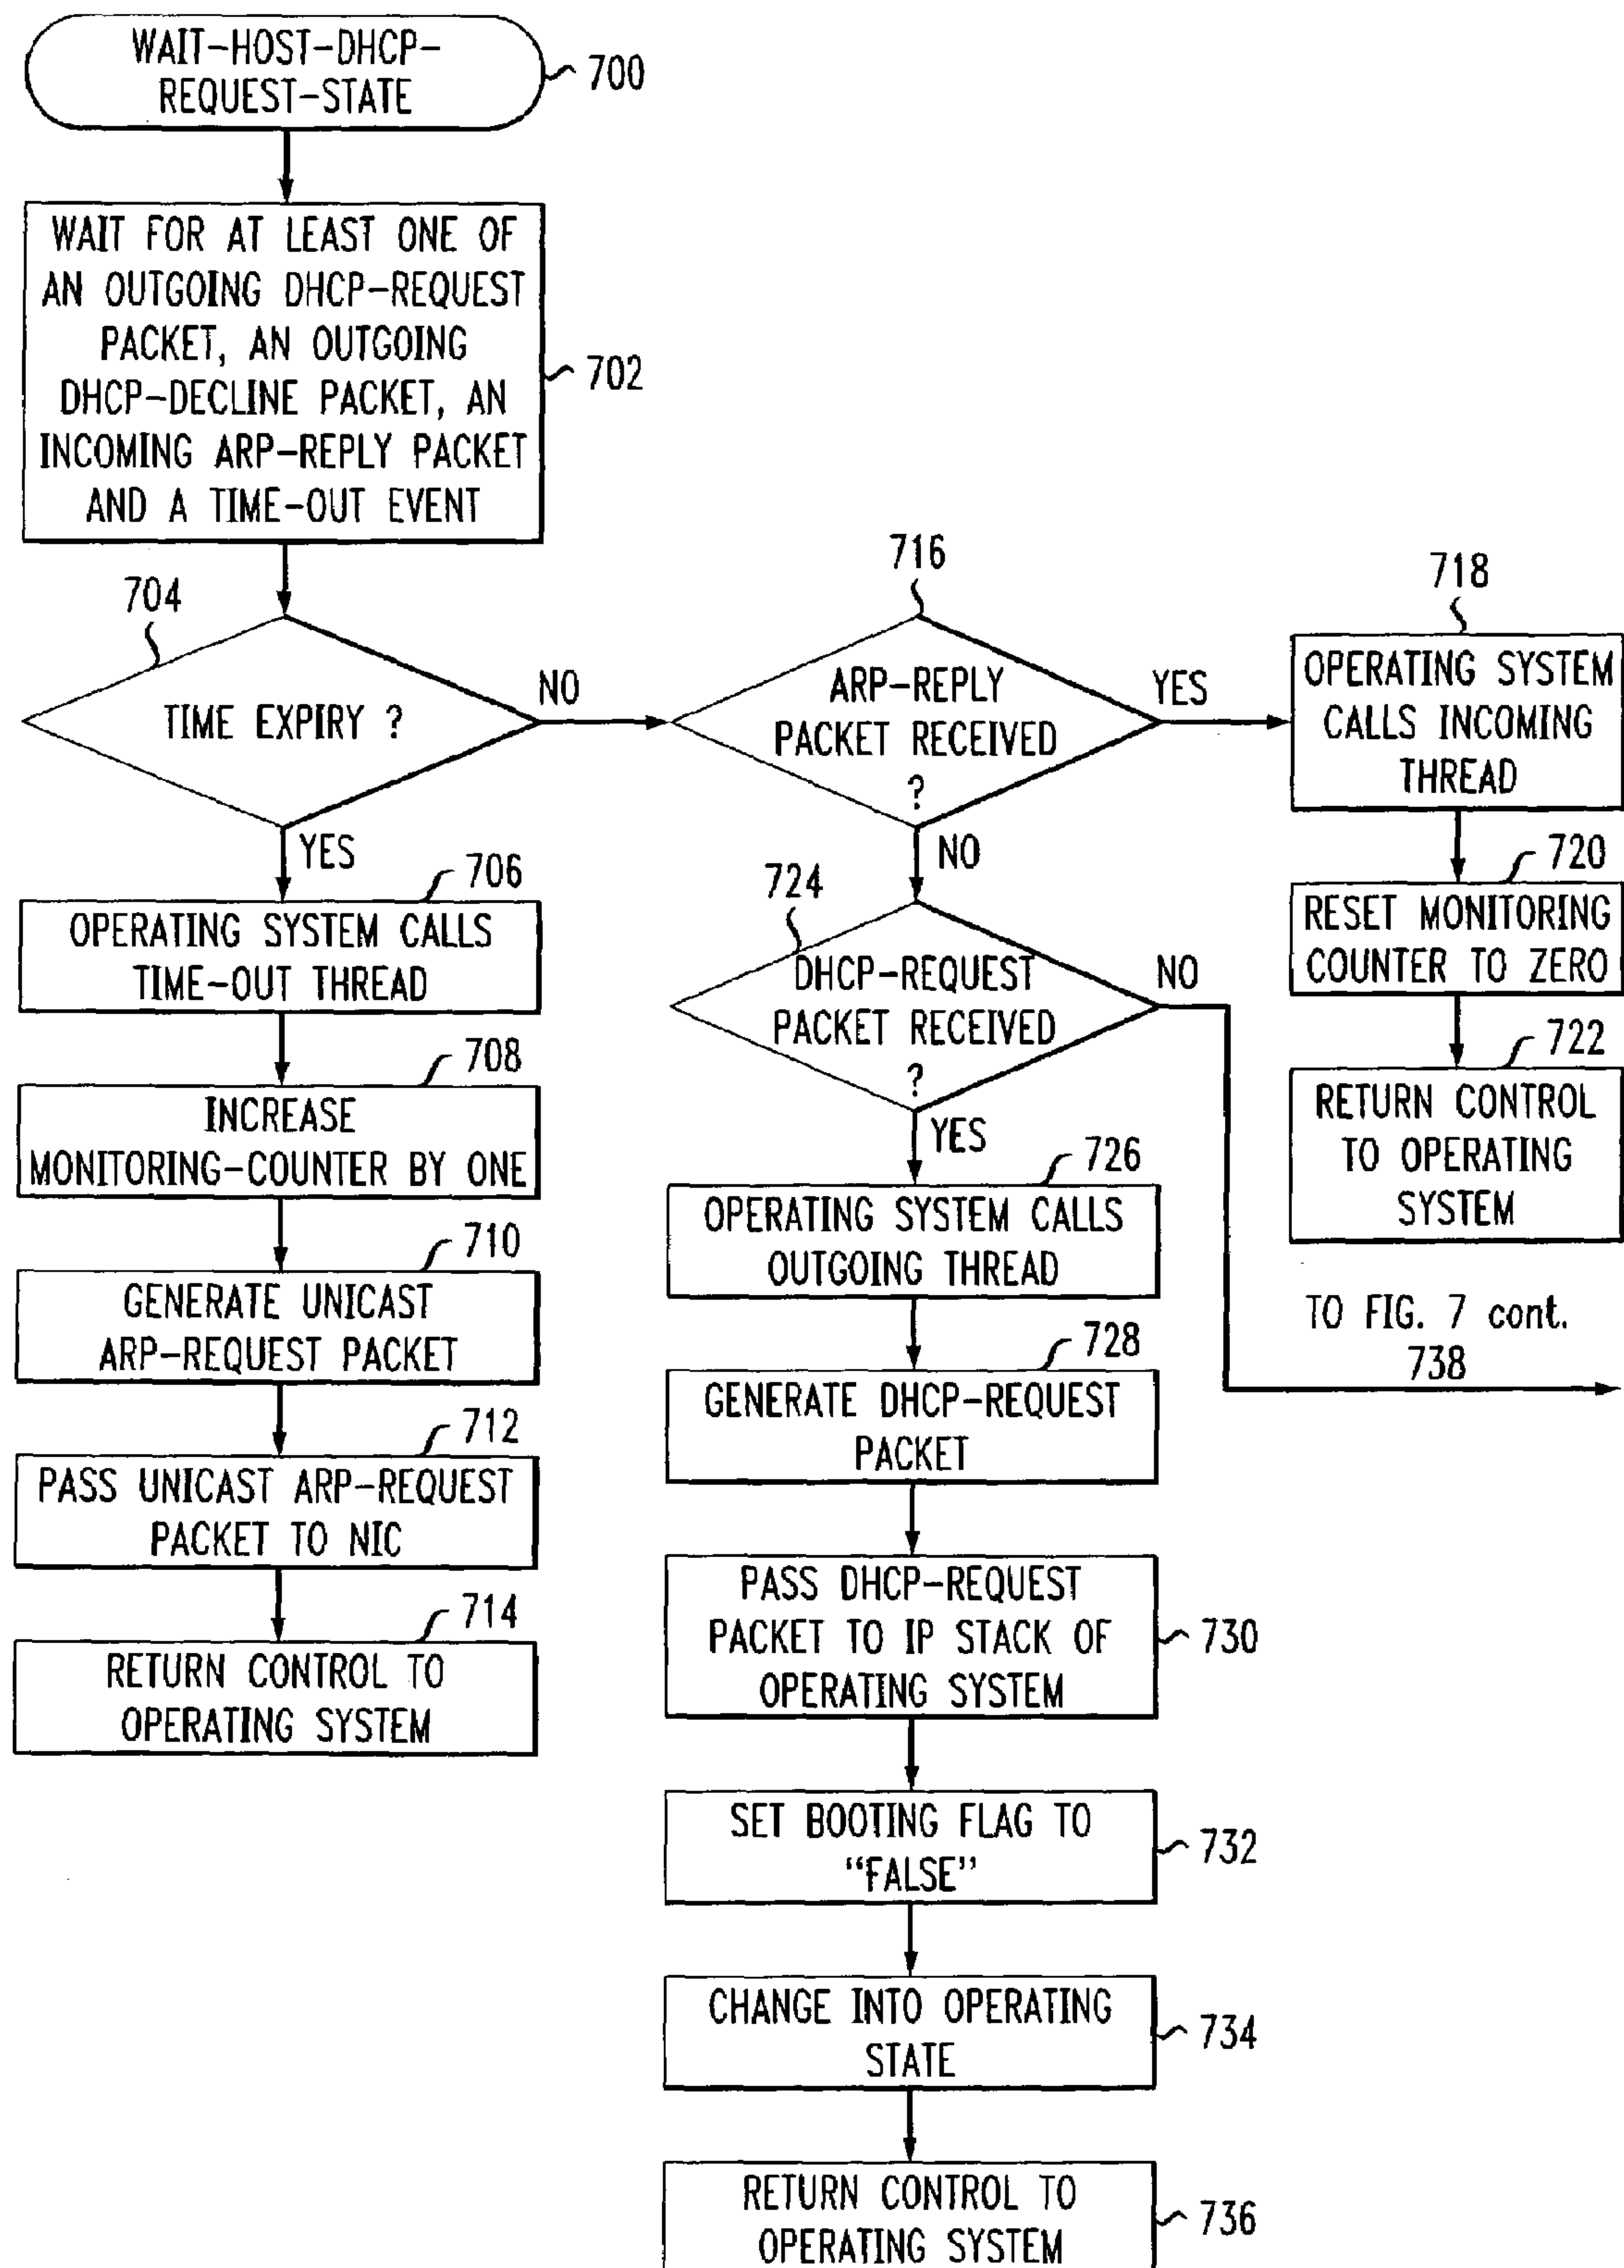 WAIT-HOST-DHCP-
REQUEST-STATE
700
WAIT FOR AT LEAST ONE OF
AN OUTGOING DHCP-REQUEST
PACKET, AN OUTGOING
DHCP-DECLINE PACKET, AN
INCOMING ARP-REPLY PACKET
AND A TIME-OUT EVENT
702
704
TIME EXPIRY ?
NO
YES
706
OPERATING SYSTEM CALLS
TIME-OUT THREAD
708
INCREASE
MONITORING-COUNTER BY ONE
710
GENERATE UNICAST
ARP-REQUEST PACKET
712
PASS UNICAST ARP-REQUEST
PACKET TO NIC
714
RETURN CONTROL TO
OPERATING SYSTEM
716
ARP-REPLY
PACKET RECEIVED
?
YES
NO
718
OPERATING SYSTEM
CALLS INCOMING
THREAD
720
RESET MONITORING
COUNTER TO ZERO
722
RETURN CONTROL
TO OPERATING
SYSTEM
724
DHCP-REQUEST
PACKET RECEIVED
?
NO
YES
TO FIG. 7 cont.
738
726
OPERATING SYSTEM CALLS
OUTGOING THREAD
728
GENERATE DHCP-REQUEST
PACKET
PASS DHCP-REQUEST
PACKET TO IP STACK OF
OPERATING SYSTEM
730
SET BOOTING FLAG TO
“FALSE”
732
CHANGE INTO OPERATING
STATE
734
RETURN CONTROL TO
OPERATING SYSTEM
736